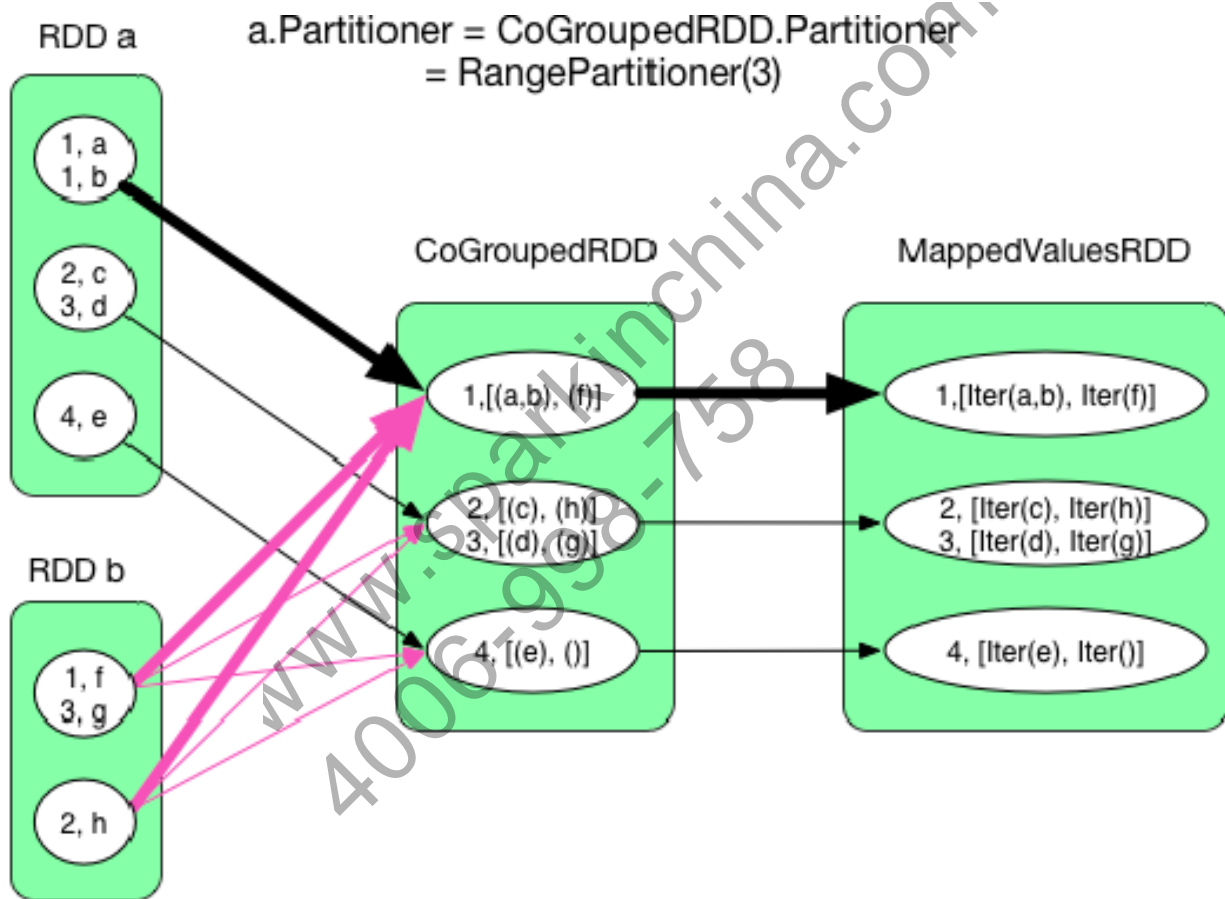 RDD a
a.Partitioner = CoGroupedRDD.Partitioner
= RangePartitioner(3)
1, a
1, b
2, c
3, d
4, e
RDD b
1, f
3, g
2, h
CoGroupedRDD
1,[(a,b), (f)]
2, [(c), (h)]
3, [(d), (g)]
4, [(e), ()]
MappedValuesRDD
1,[Iter(a,b), Iter(f)]
2, [Iter(c), Iter(h)]
3, [Iter(d), Iter(g)]
4, [Iter(e), Iter()]
www.sparkinchina.com
4006-998-758